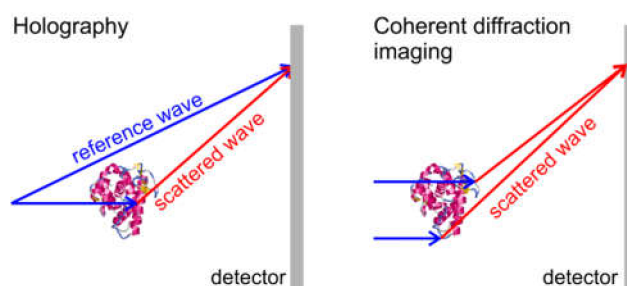 Holography
reference wave
scattered wave
detector
Coherent diffraction
imaging
scattered wave
detector